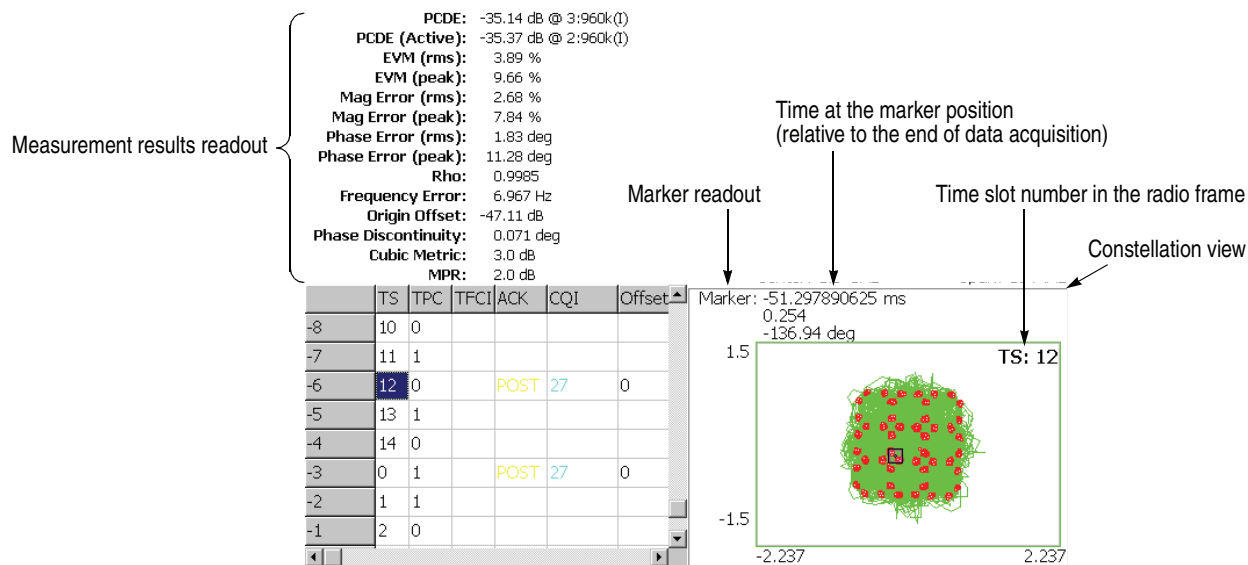 PCDE: -35.14 dB @ 3:960k(I)
PCDE (Active): -35.37 dB @ 2:960k(I)
EVM (rms): 3.89 %
EVM (peak): 9.66 %
Mag Error (rms): 2.68 %
Mag Error (peak): 7.84 %
Phase Error (rms): 1.83 deg
Phase Error (peak): 11.28 deg
Rho: 0.9985
Frequency Error: 6.967 Hz
Origin Offset: -47.11 dB
Phase Discontinuity: 0.071 deg
Cubic Metric: 3.0 dB
MPR: 2.0 dB
Measurement results readout
Time at the marker position
(relative to the end of data acquisition)
Marker readout
Time slot number in the radio frame
Constellation view
TS TPC TFCI ACK CQI Offset
-8 10 0
-7 11 1
-6 12 0 POST 27 0
-5 13 1
-4 14 0
-3 0 1 POST 27 0
-2 1 1
-1 2 0
Marker: -51.297890625 ms
0.254
-136.94 deg
1.5
TS: 12
-1.5
-2.237 2.237